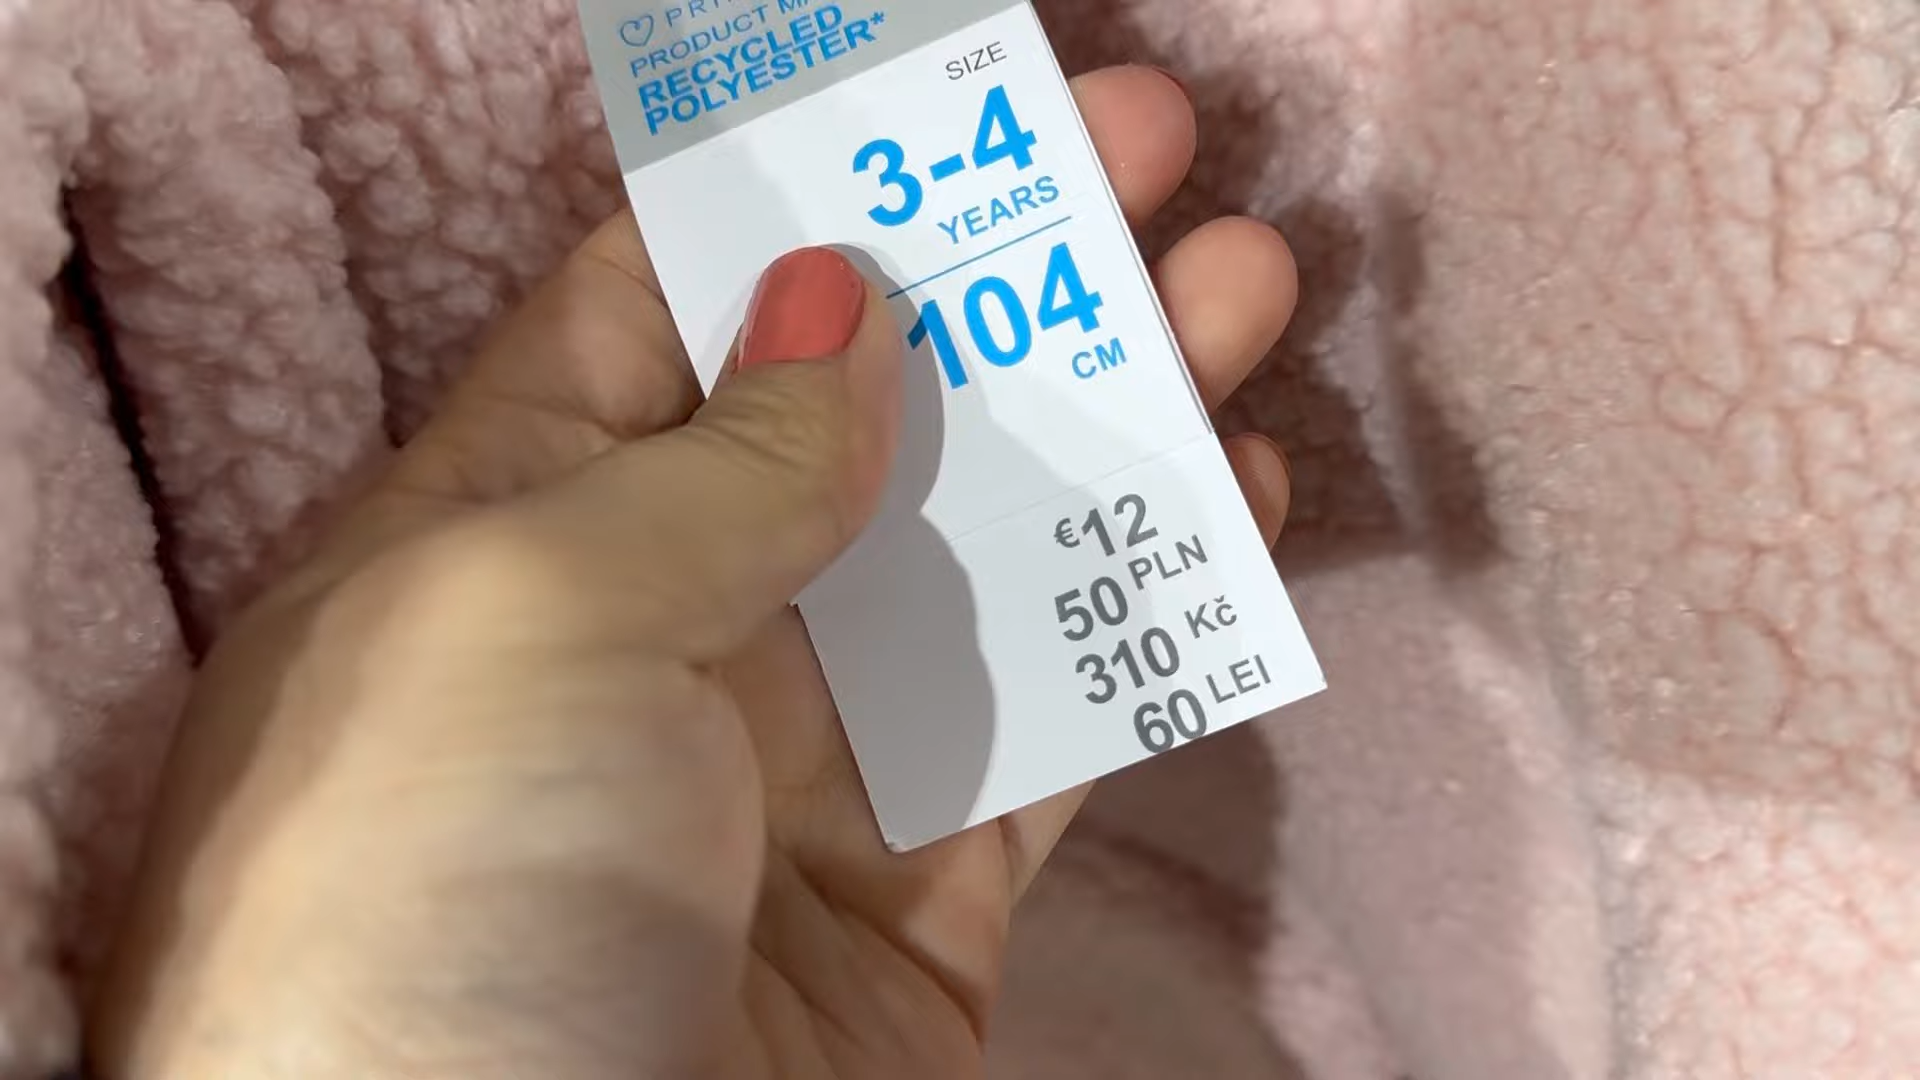 PRODUCT
RECYCLED
POLYESTER*
SIZE
3-4
YEARS
104
CM
€12
50 PLN
310 Kč
60 LEI